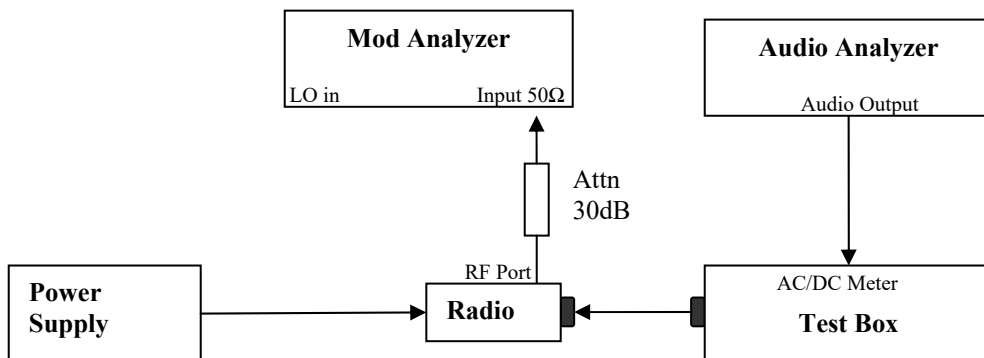 Mod Analyzer
LO in
Input 50Ω
Audio Analyzer
Audio Output
Attn
30dB
RF Port
Power
Supply
Radio
AC/DC Meter
Test Box